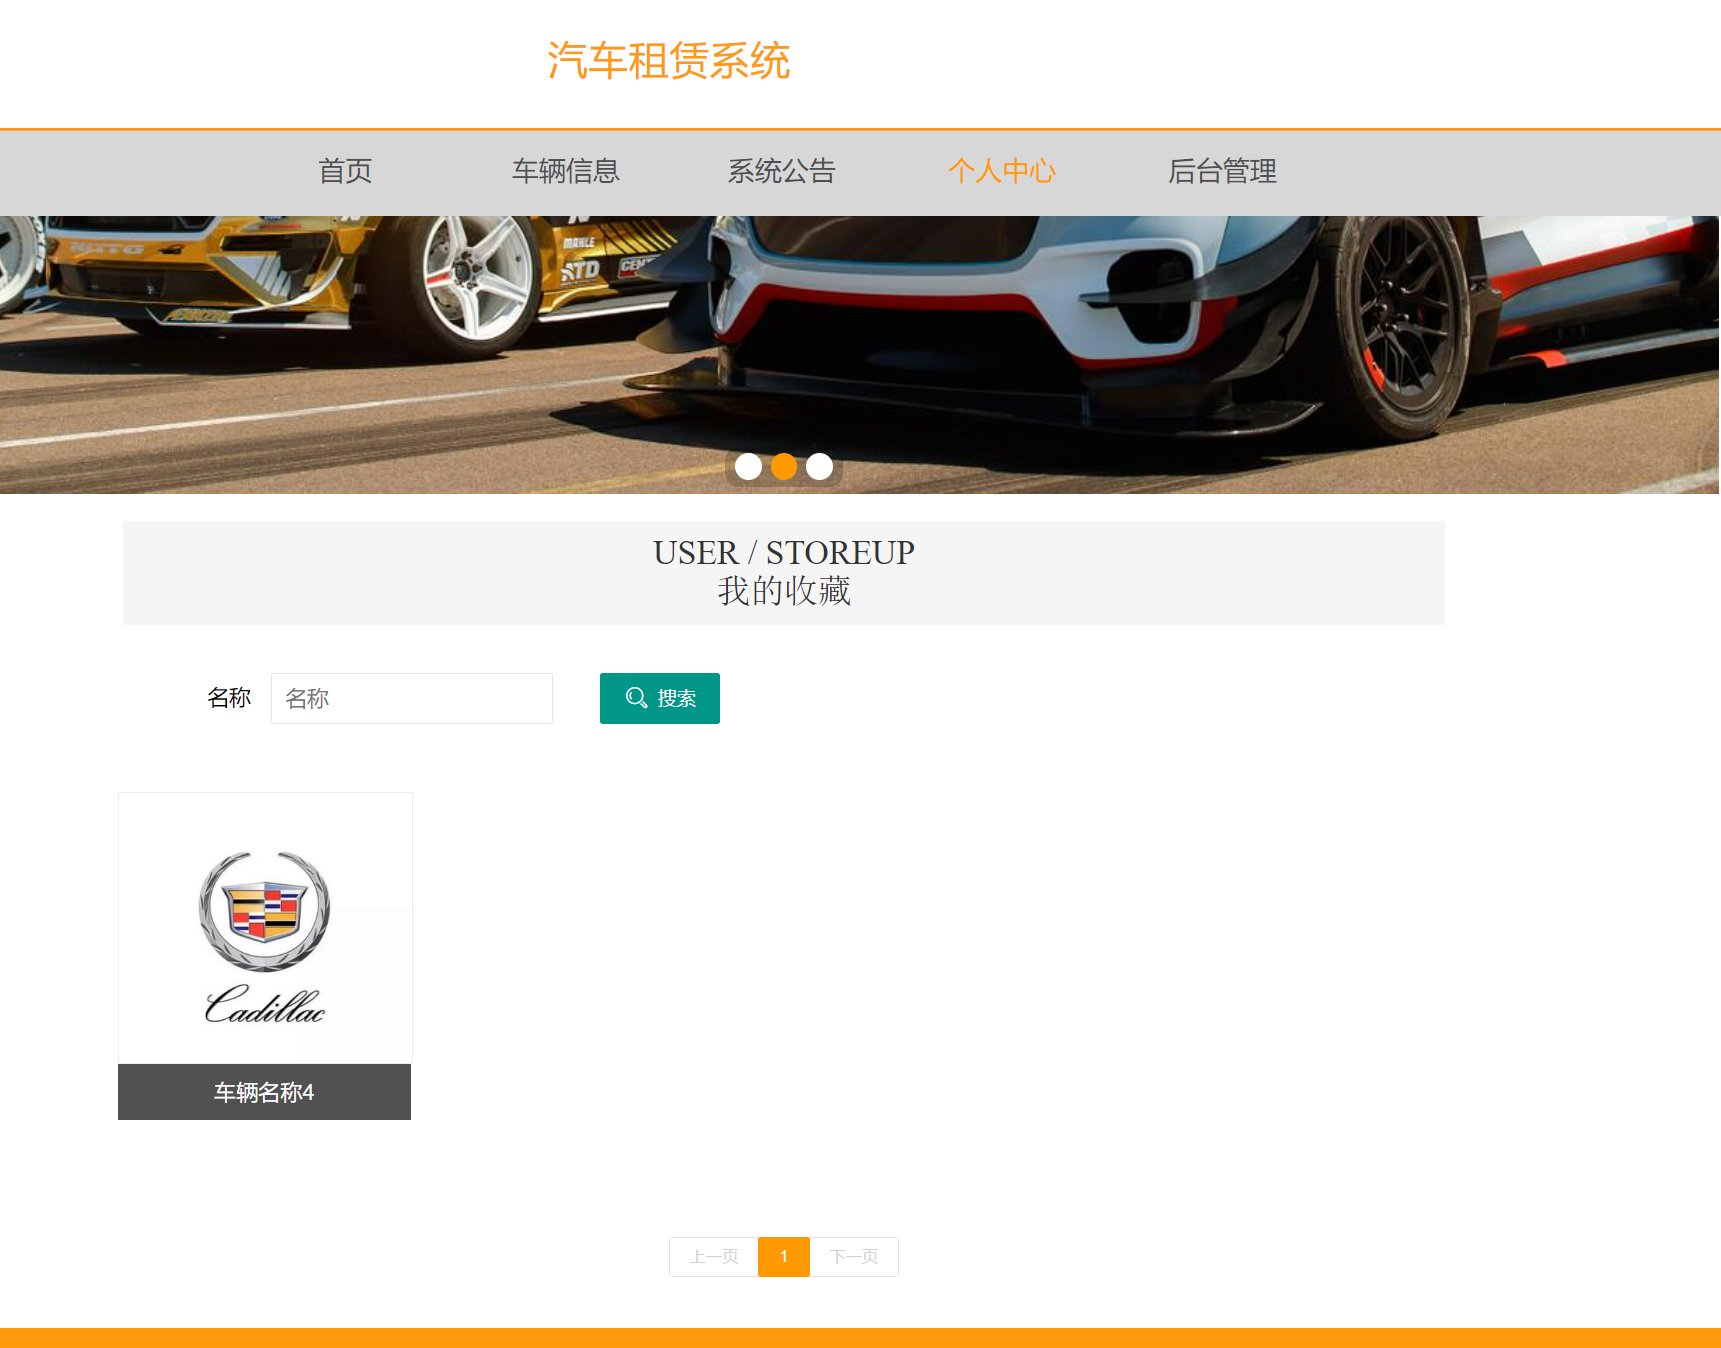 汽车租赁系统
首页 车辆信息 系统公告 个人中心 后台管理
MAHLE
STD
USER / STOREUP
我的收藏
名称 名称 搜索
Cadillac
车辆名称4
上一页 1 下一页